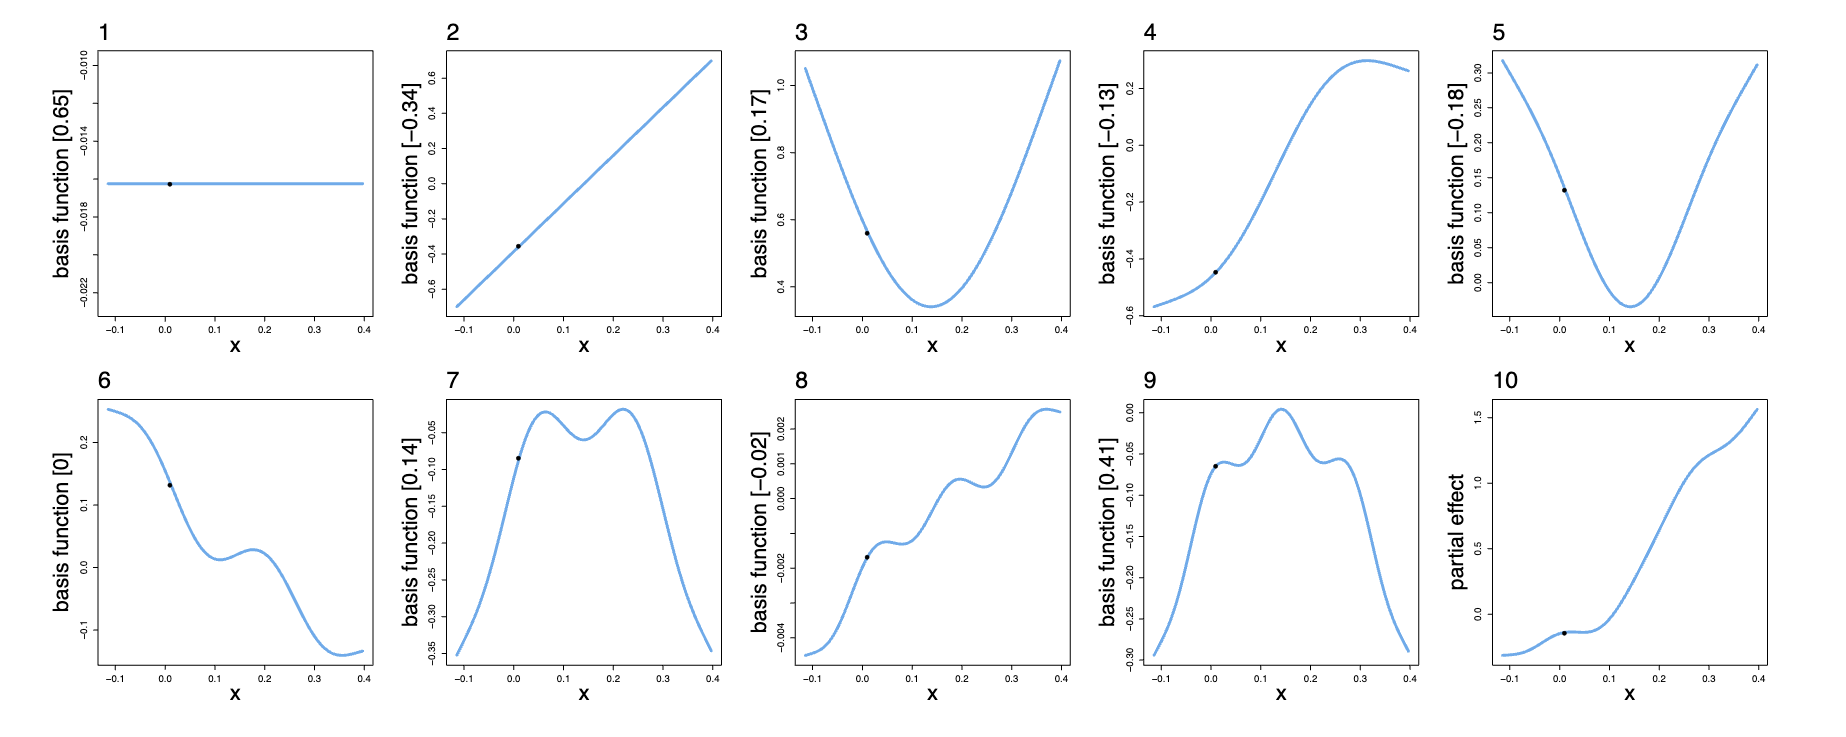 1
basis function [0.65]
-0.010
-0.014
-0.018
-0.022
-0.1 0.0 0.1 0.2 0.3 0.4
x
2
basis function [-0.34]
0.6
0.4
0.2
0.0
-0.2
-0.4
-0.6
-0.1 0.0 0.1 0.2 0.3 0.4
x
3
basis function [0.17]
1.0
0.8
0.6
0.4
-0.1 0.0 0.1 0.2 0.3 0.4
x
4
basis function [-0.13]
0.2
0.0
-0.2
-0.4
-0.6
-0.1 0.0 0.1 0.2 0.3 0.4
x
5
basis function [-0.18]
0.30
0.25
0.20
0.15
0.10
0.05
0.00
-0.1 0.0 0.1 0.2 0.3 0.4
x
6
basis function [0]
0.2
0.1
0.0
-0.1
-0.1 0.0 0.1 0.2 0.3 0.4
x
7
basis function [0.14]
-0.05
-0.10
-0.15
-0.20
-0.25
-0.30
-0.35
-0.1 0.0 0.1 0.2 0.3 0.4
x
8
basis function [-0.02]
0.002
0.001
0.000
-0.002
-0.004
-0.1 0.0 0.1 0.2 0.3 0.4
x
9
basis function [0.41]
0.00
-0.05
-0.10
-0.15
-0.20
-0.25
-0.30
-0.1 0.0 0.1 0.2 0.3 0.4
x
10
partial effect
1.5
1.0
0.5
0.0
-0.1 0.0 0.1 0.2 0.3 0.4
x